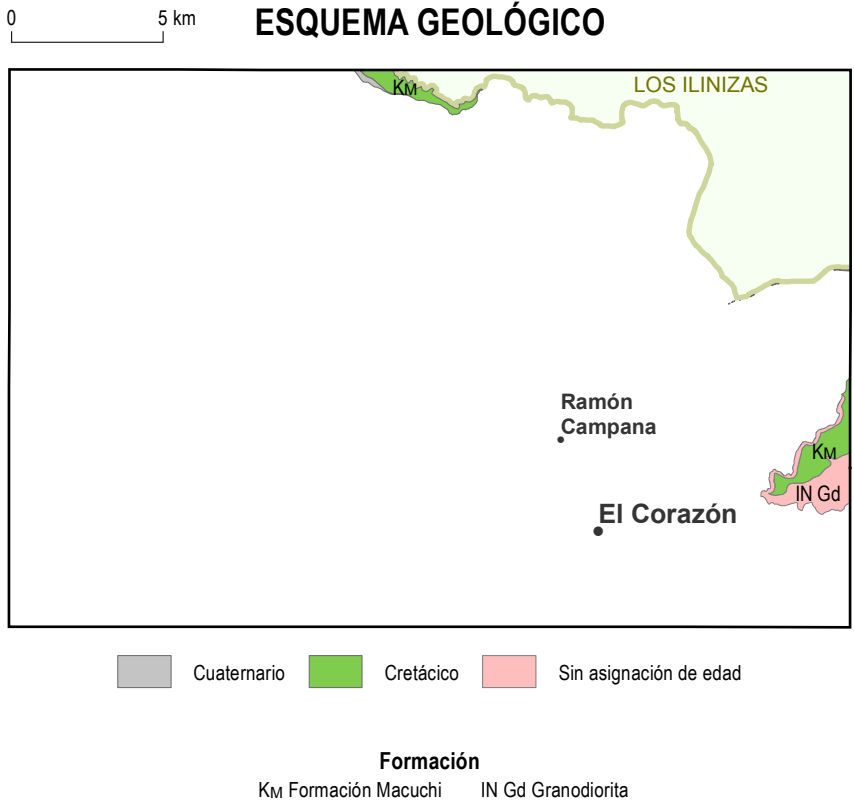 0 5 km ESQUEMA GEOLÓGICO
LOS ILINIZAS
KM
Ramón
Campana
KM
IN Gd
El Corazón
Cuaternario Cretácico Sin asignación de edad
Formación
KM Formación Macuchi IN Gd Granodiorita